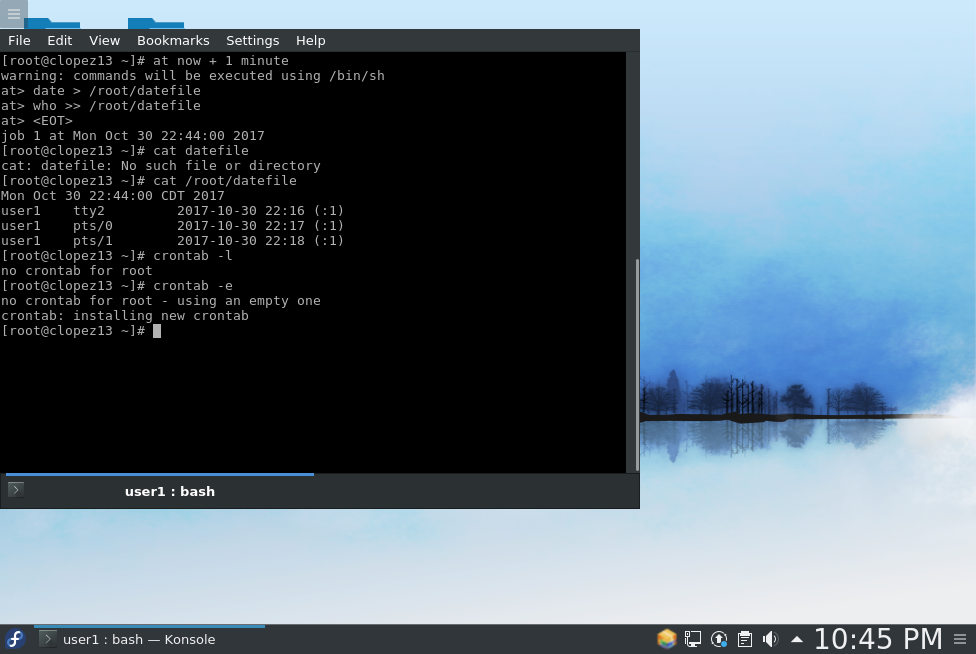 File Edit View Bookmarks Settings Help
[root@clopez13 ~]# at now + 1 minute
warning: commands will be executed using /bin/sh
at> date > /root/datefile
at> who >> /root/datefile
at> <EOT>
job 1 at Mon Oct 30 22:44:00 2017
[root@clopez13 ~]# cat datefile
cat: datefile: No such file or directory
[root@clopez13 ~]# cat /root/datefile
Mon Oct 30 22:44:00 CDT 2017
user1    tty2         2017-10-30 22:16 (:1)
user1    pts/0        2017-10-30 22:17 (:1)
user1    pts/1        2017-10-30 22:18 (:1)
[root@clopez13 ~]# crontab -l
no crontab for root
[root@clopez13 ~]# crontab -e
no crontab for root - using an empty one
crontab: installing new crontab
[root@clopez13 ~]#
user1 : bash
user1 : bash — Konsole
10:45 PM